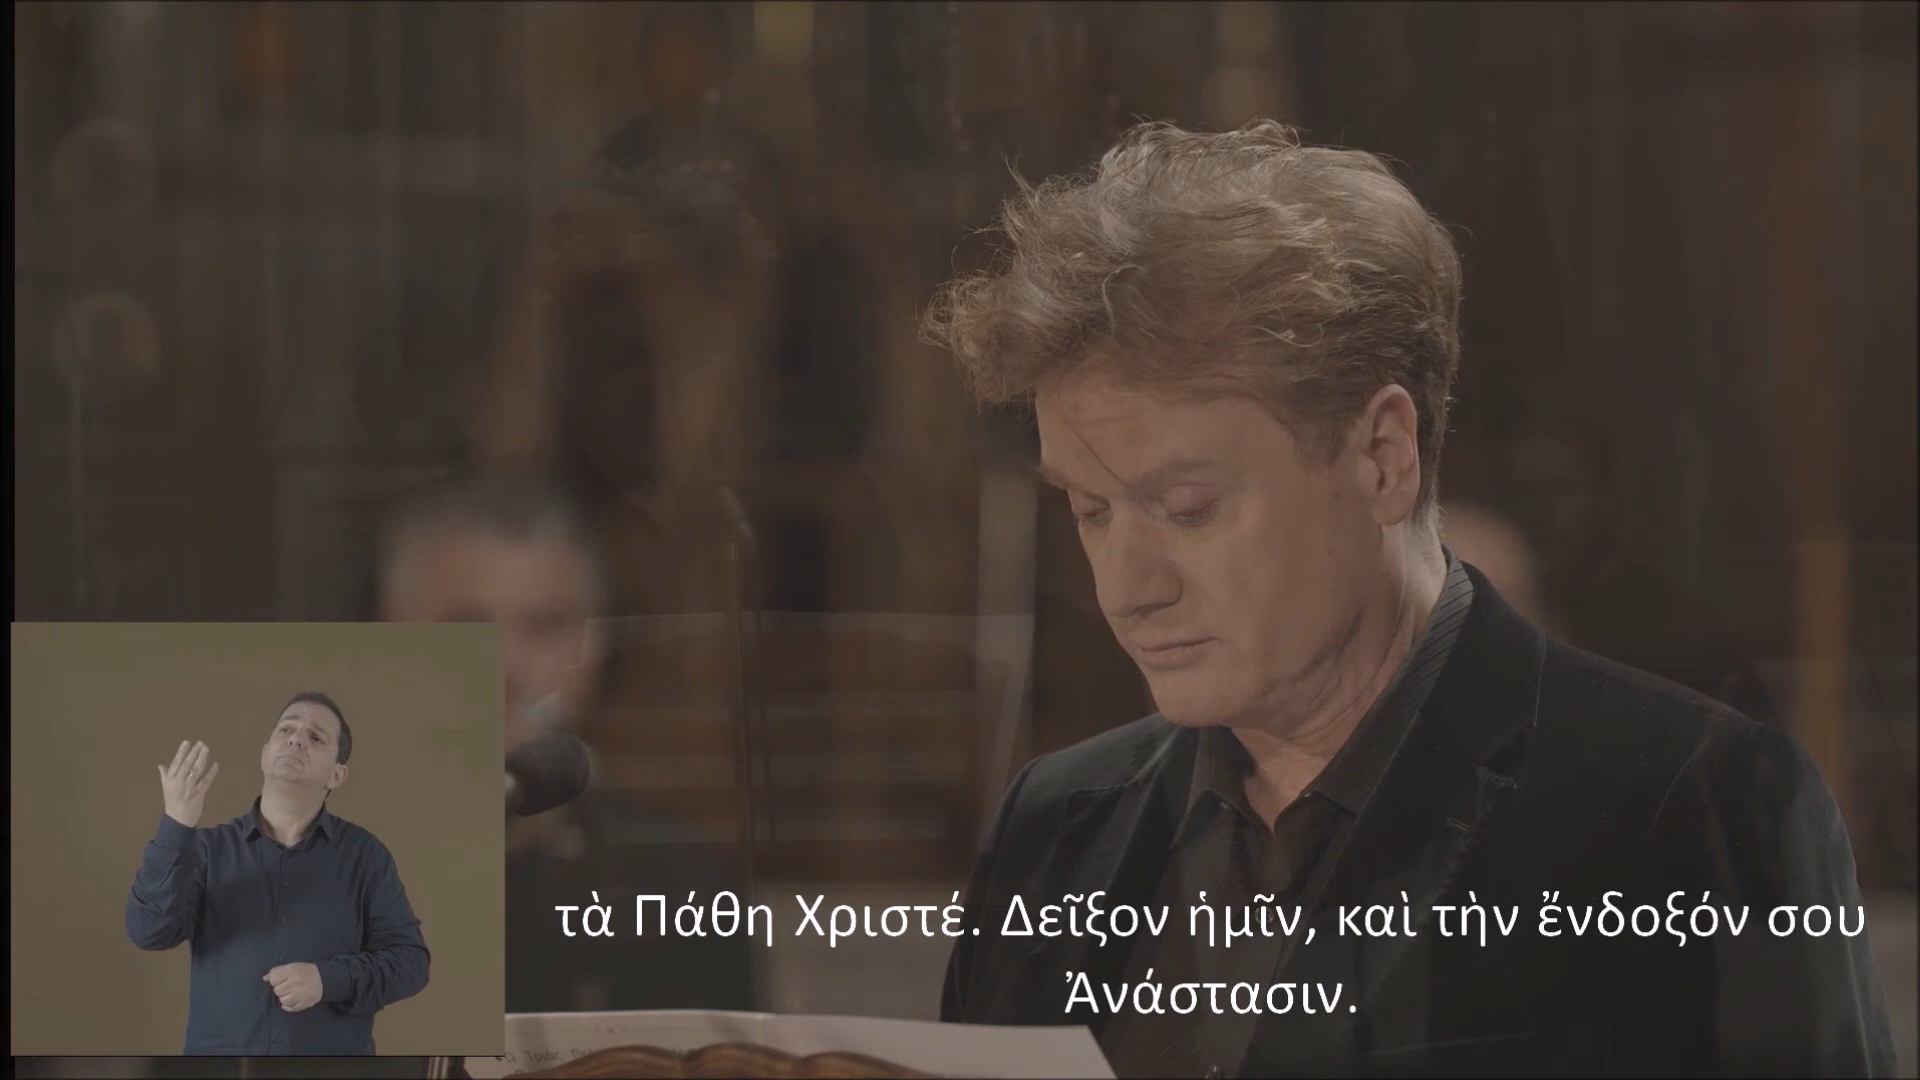 τὰ Πάθη Χριστέ. Δεῖξον ἡμῖν, καὶ τὴν ἔνδοξόν σου
Ἀνάστασιν.